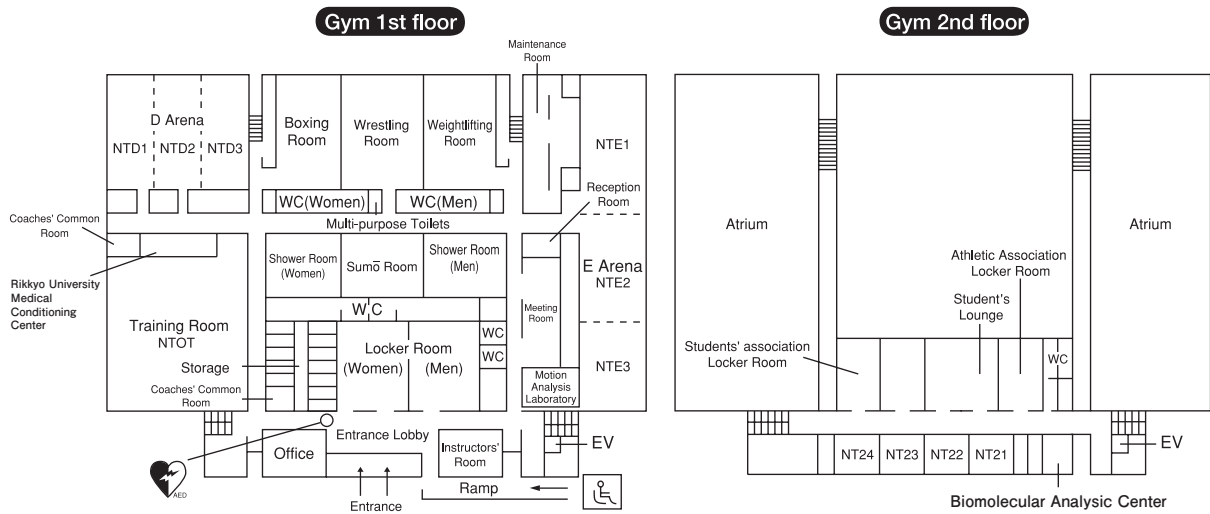 Gym 1st floor
Maintenance
Room
D Arena
NTD1
NTD2
NTD3
Boxing
Room
Wrestling
Room
Weightlifting
Room
NTE1
WC(Women)
WC(Men)
Reception
Room
Multi-purpose Toilets
Coaches' Common
Room
Rikkyo University
Medical
Conditioning
Center
Shower Room
(Women)
Sumō Room
Shower Room
(Men)
E Arena
NTE2
Meeting
Room
WC
Training Room
NTOT
Storage
Coaches' Common
Room
Locker Room
(Women)
(Men)
WC
WC
NTE3
Motion
Analysis
Laboratory
Office
Entrance Lobby
Instructors'
Room
EV
AED
Entrance
Ramp
Gym 2nd floor
Atrium
Atrium
Athletic Association
Locker Room
Student's
Lounge
Students' association
Locker Room
WC
NT24
NT23
NT22
NT21
EV
Biomolecular Analysic Center